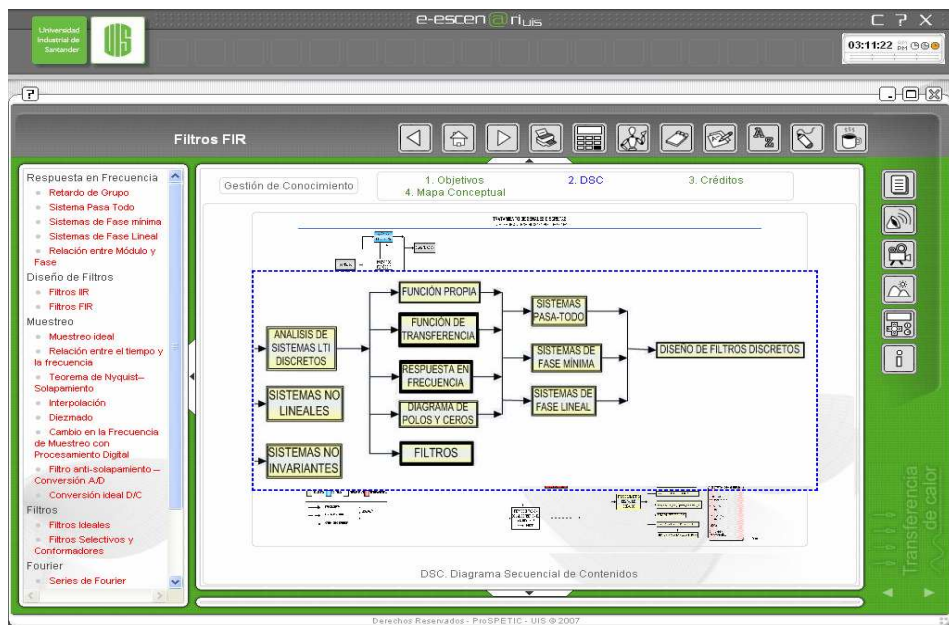 e-escen@riuis
Universidad
Industrial de
Santander
UIS
C ? X
03:11:22
PM
?
Filtros FIR
A Z
Respuesta en Frecuencia
Retardo de Grupo
Sistema Pasa Todo
Sistemas de Fase mínima
Sistemas de Fase Lineal
Relación entre Módulo y
Fase
Diseño de Filtros
Filtros IIR
Filtros FIR
Muestreo
Muestreo ideal
Relación entre el tiempo y
la frecuencia
Teorema de Nyquist–
Solapamiento
Interpolación
Diezmado
Cambio en la Frecuencia
de Muestreo con
Procesamiento Digital
Filtro anti-solapamiento –
Conversión A/D
Conversión ideal D/C
Filtros
Filtros Ideales
Filtros Selectivos y
Conformadores
Fourier
Series de Fourier
Gestión de Conocimiento
1. Objetivos
2. DSC
3. Créditos
4. Mapa Conceptual
TRATAMIENTO DE SEÑALES DISCRETAS
ANALISIS DE
SISTEMAS LTI
DISCRETOS
SISTEMAS NO
LINEALES
SISTEMAS NO
INVARIANTES
FUNCIÓN PROPIA
FUNCIÓN DE
TRANSFERENCIA
RESPUESTA EN
FRECUENCIA
DIAGRAMA DE
POLOS Y CEROS
FILTROS
SISTEMAS
PASA-TODO
SISTEMAS DE
FASE MÍNIMA
SISTEMAS DE
FASE LINEAL
DISEÑO DE FILTROS DISCRETOS
DSC. Diagrama Secuencial de Contenidos
Transferencia
de calor
Derechos Reservados - ProSPETIC - UIS @ 2007